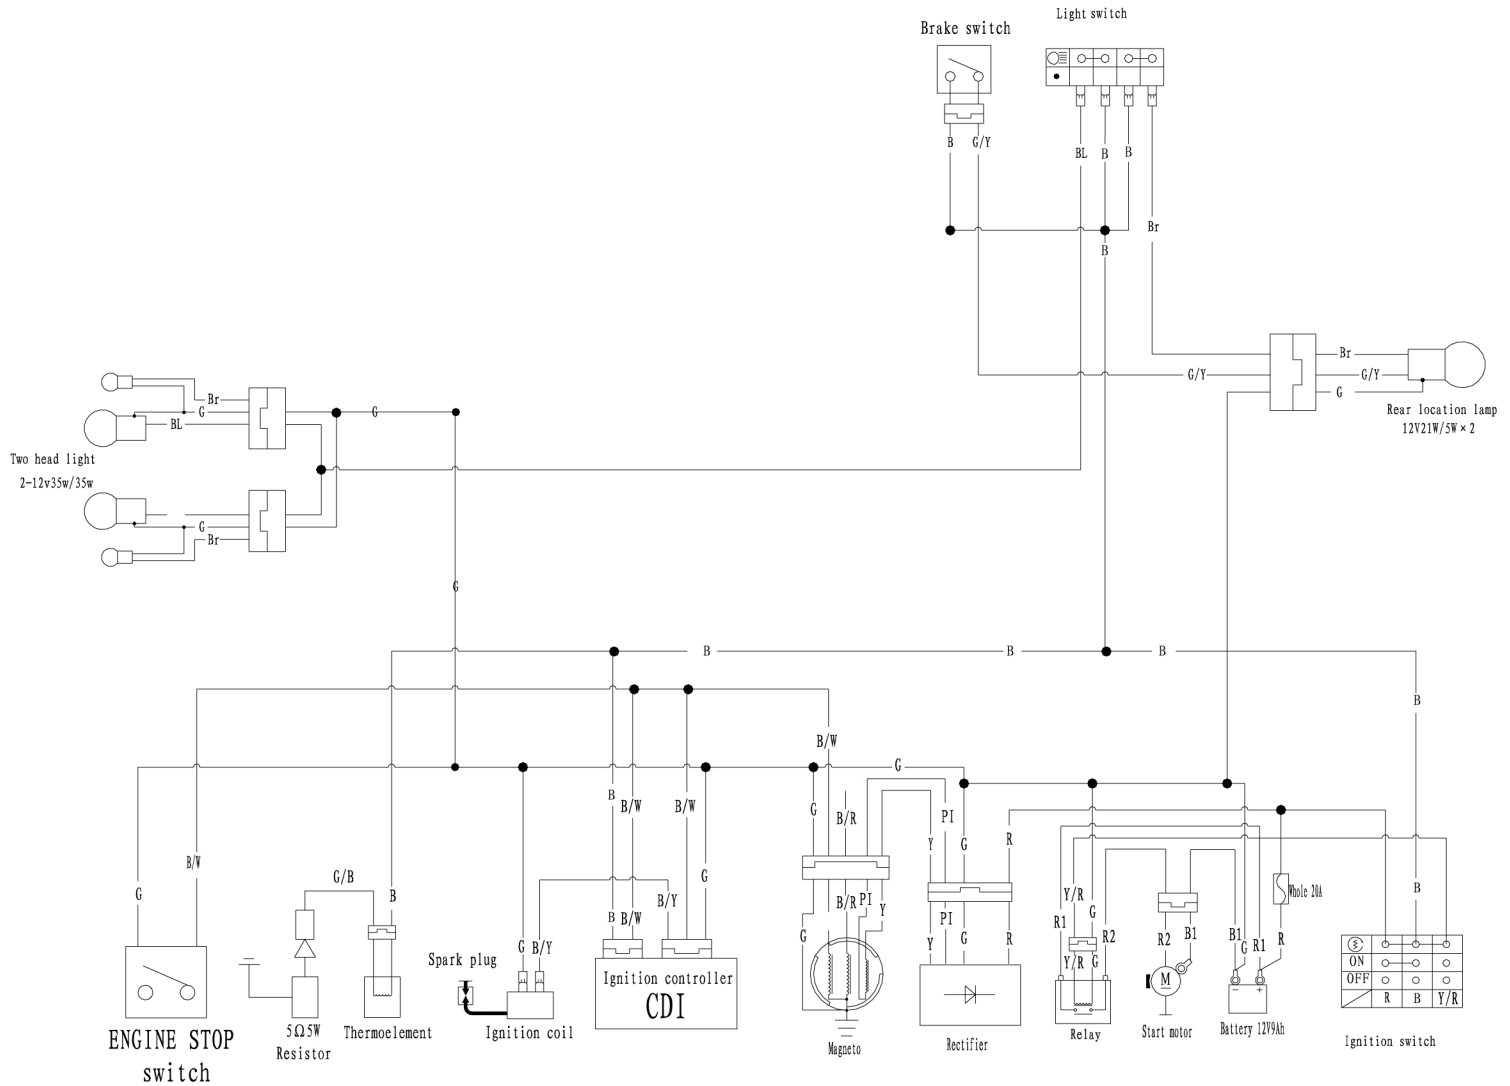 Light switch
Brake switch
B
G/Y
BL
B
B
Br
B
Br
G/Y
G/Y
G
Rear location lamp
12V21W/5W×2
Br
G
G
BL
Two head light
2-12v35w/35w
G
Br
G
B
B
B
B
B/W
G
B
B/W
B/W
G
B/R
PI
Y
G
R
B/W
G
G/B
B
G
B/Y
B/Y
B
B/W
B/R
PI
Y
G
PI
Y
G
R
Y/R
G
R1
R2
Y/R
G
R2
B1
B1
G
R1
R
Whole 20A
B
ON
OFF
R
B
Y/R
M
-
+
Spark plug
Ignition controller
CDI
ENGINE STOP
switch
5Ω5W
Resistor
Thermoelement
Ignition coil
Magneto
Rectifier
Relay
Start motor
Battery 12V9Ah
Ignition switch